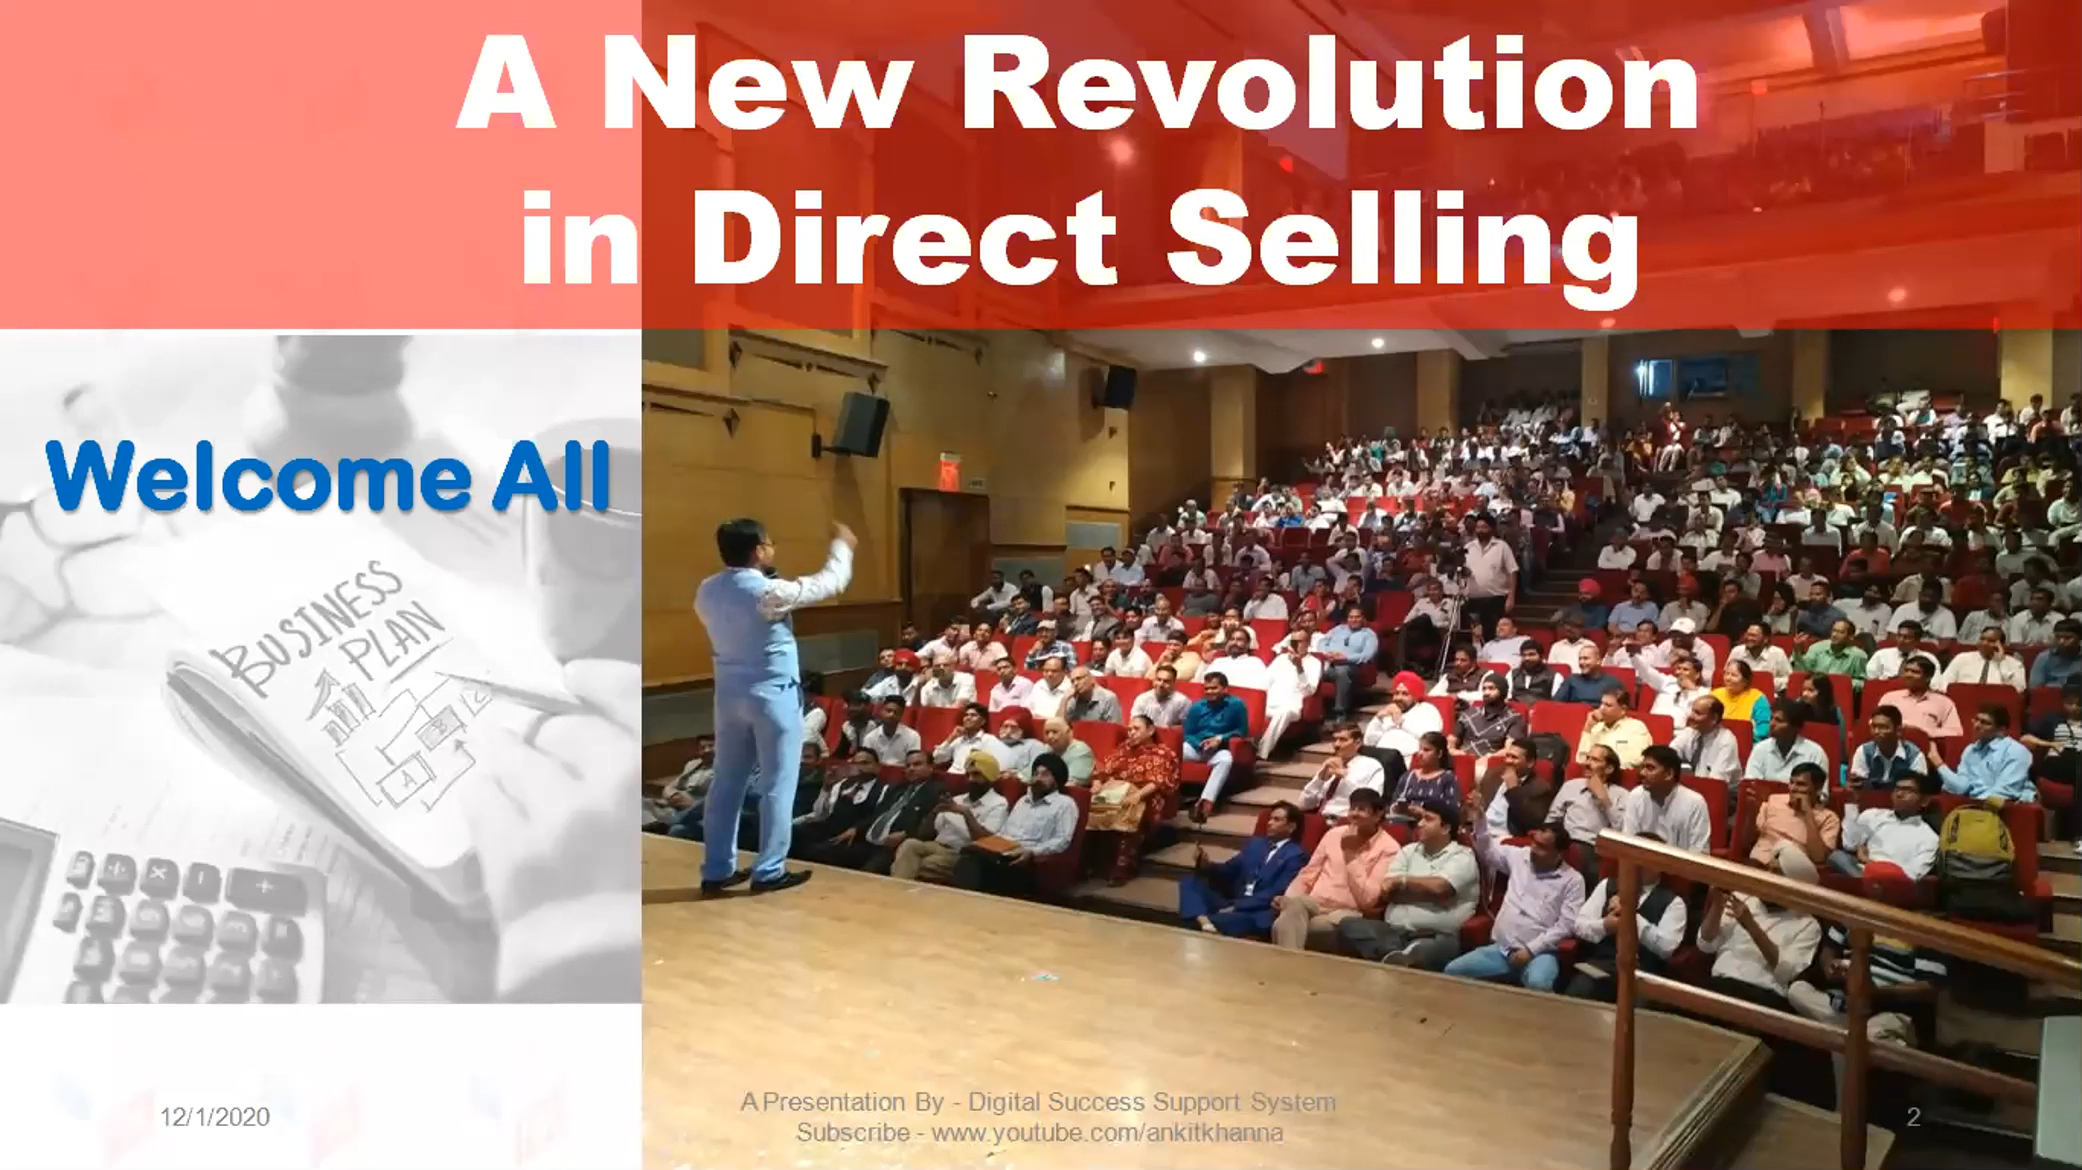 A New Revolution
in Direct Selling
Welcome All
BUSINESS
PLAN
A
B
C
12/1/2020
A Presentation By - Digital Success Support System
Subscribe - www.youtube.com/ankitkhanna
2